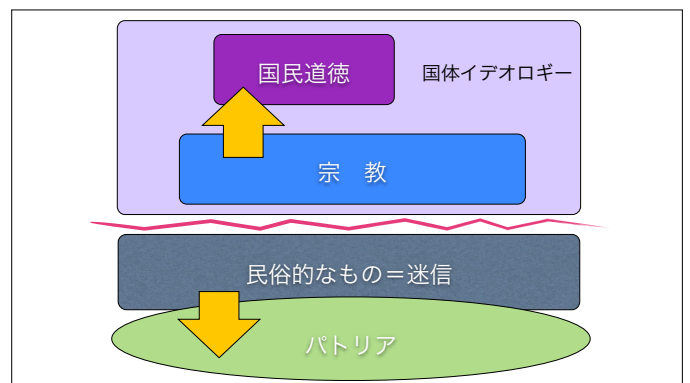 国民道徳
国体イデオロギー
宗　教
民俗的なもの＝迷信
パトリア